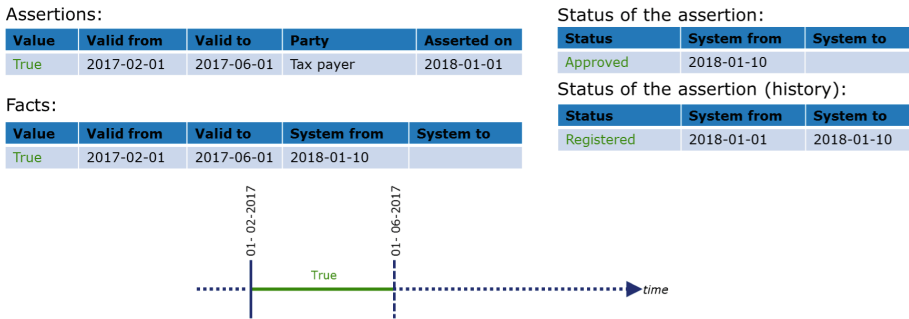 Assertions:
Value Valid from Valid to Party Asserted on
True 2017-02-01 2017-06-01 Tax payer 2018-01-01
Facts:
Value Valid from Valid to System from System to
True 2017-02-01 2017-06-01 2018-01-10
Status of the assertion:
Status System from System to
Approved 2018-01-10
Status of the assertion (history):
Status System from System to
Registered 2018-01-01 2018-01-10
01- 02-2017
01- 06-2017
True
time